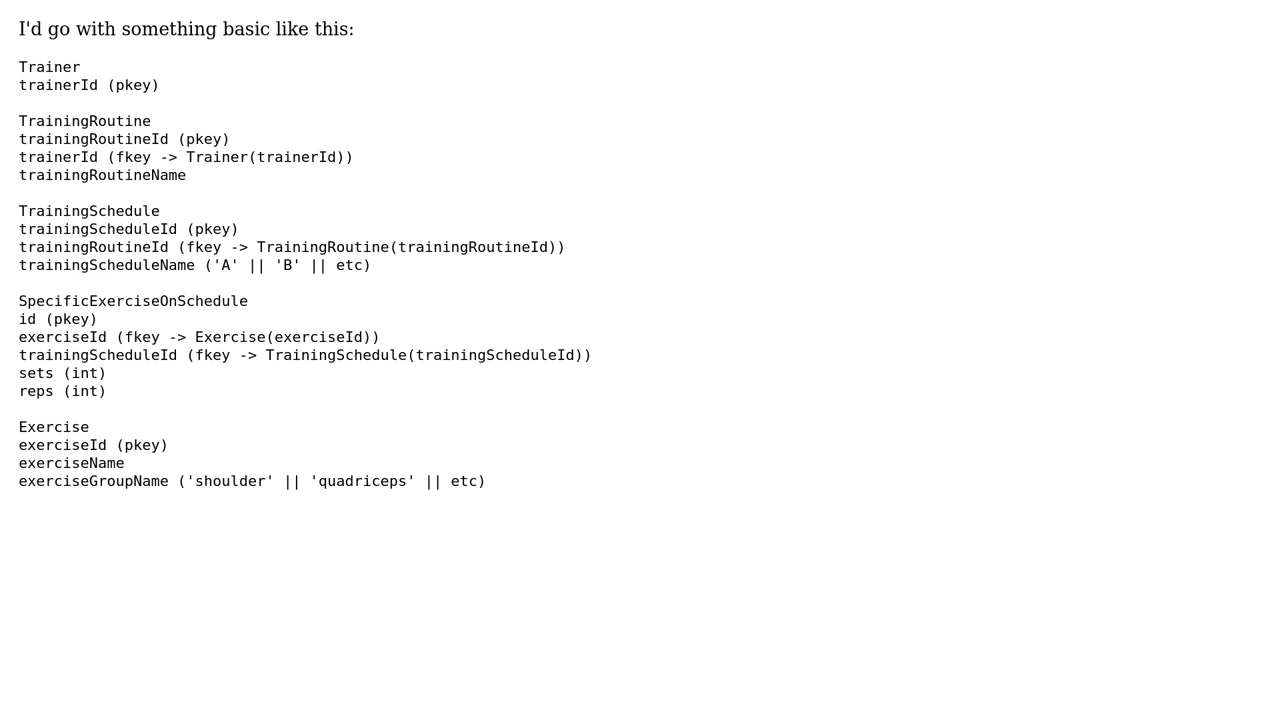 I'd go with something basic like this:
Trainer
trainerId (pkey)
TrainingRoutine
trainingRoutineId (pkey)
trainerId (fkey -> Trainer(trainerId))
trainingRoutineName
TrainingSchedule
trainingScheduleId (pkey)
trainingRoutineId (fkey -> TrainingRoutine(trainingRoutineId))
trainingScheduleName ('A' || 'B' || etc)
SpecificExerciseOnSchedule
id (pkey)
exerciseId (fkey -> Exercise(exerciseId))
trainingScheduleId (fkey -> TrainingSchedule(trainingScheduleId))
sets (int)
reps (int)
Exercise
exerciseId (pkey)
exerciseName
exerciseGroupName ('shoulder' || 'quadriceps' || etc)